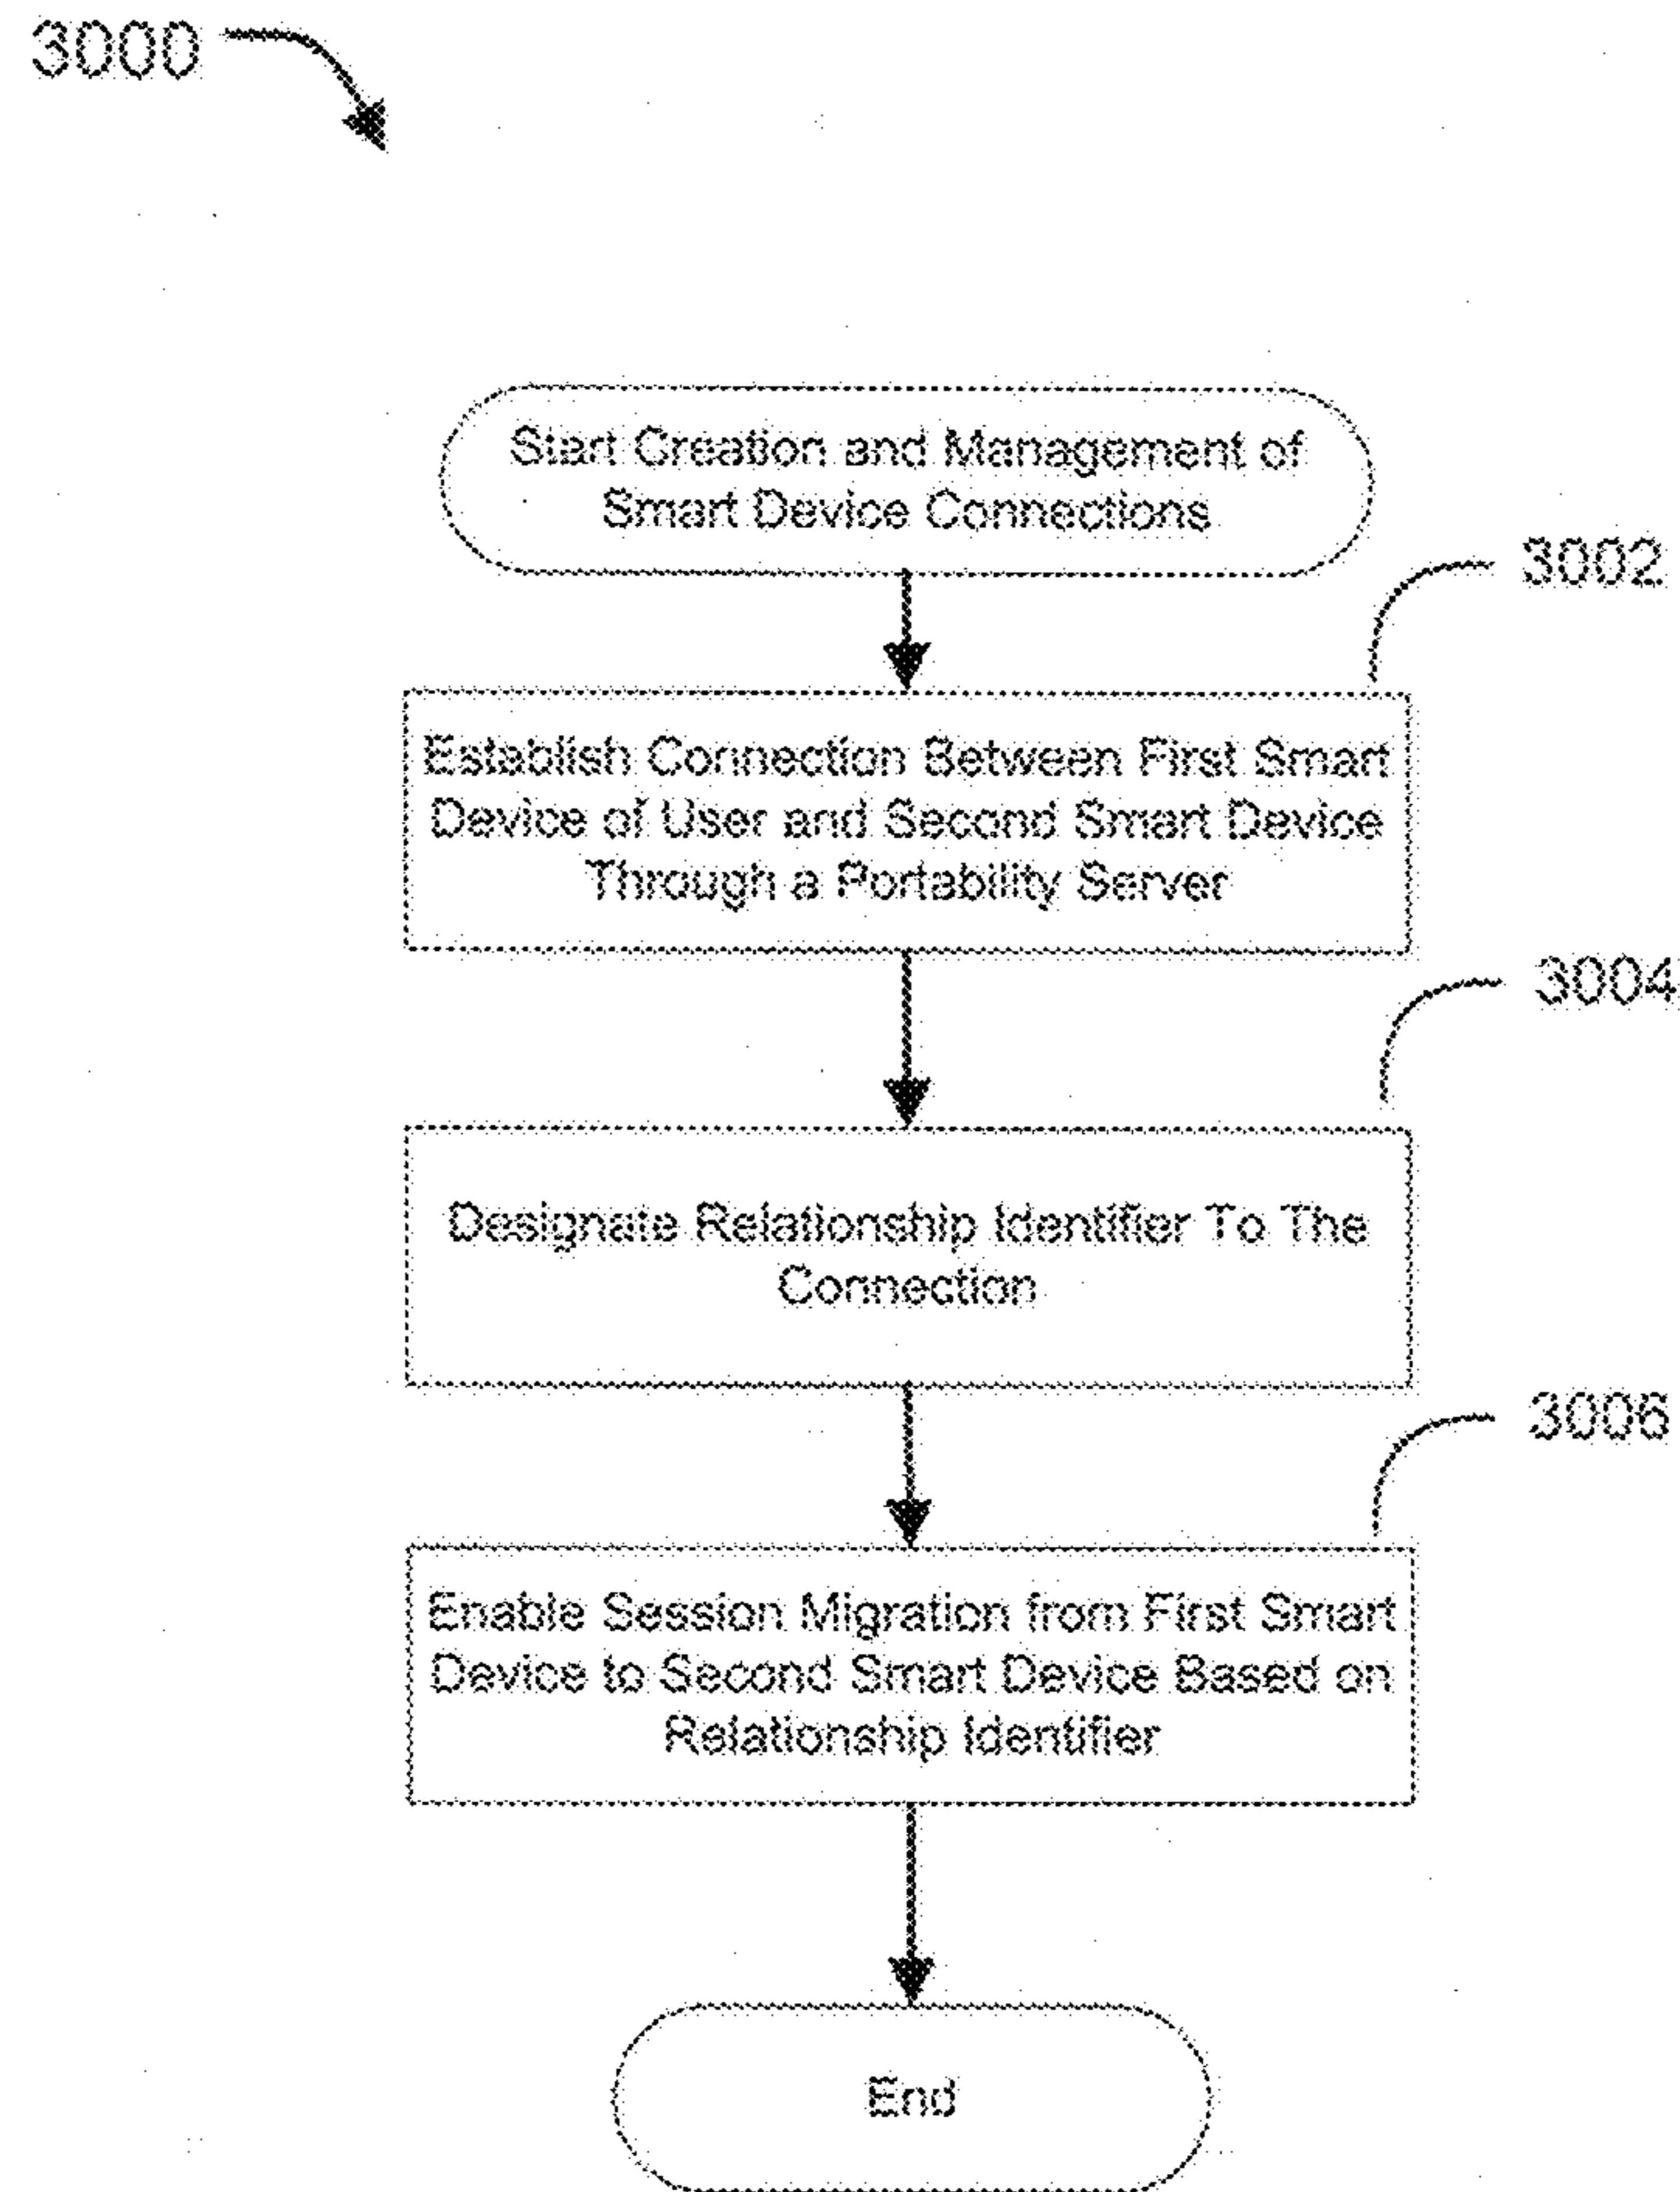 3000
Start Creation and Management of
Smart Device Connections
3002
Establish Connection Between First Smart
Device of User and Second Smart Device
Through a Portability Server
3004
Designate Relationship Identifier To The
Connection
3006
Enable Session Migration from First Smart
Device to Second Smart Device Based on
Relationship Identifier
End